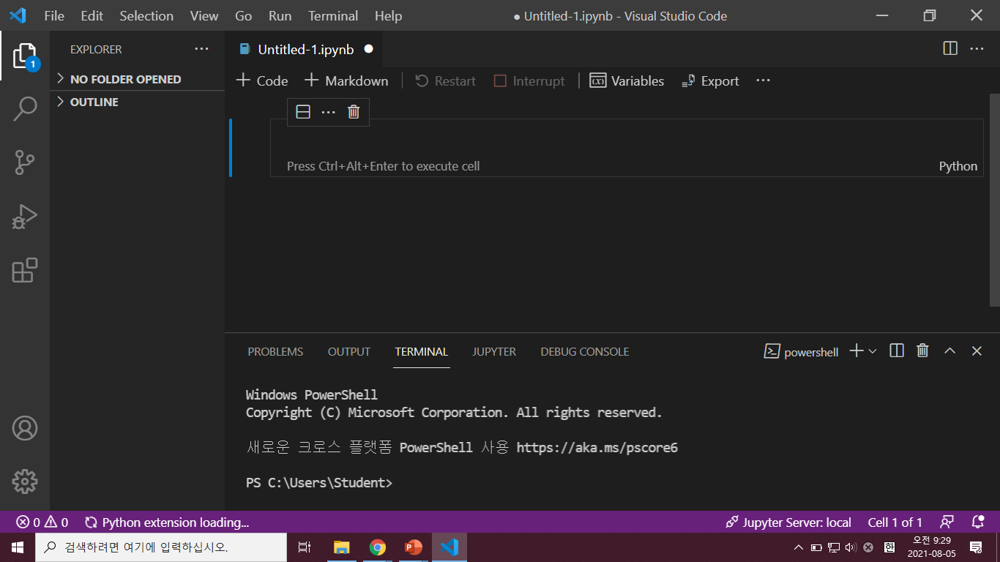 File Edit Selection View Go Run Terminal Help ● Untitled-1.ipynb - Visual Studio Code
EXPLORER
Untitled-1.ipynb
1
NO FOLDER OPENED
Code Markdown Restart Interrupt Variables Export
OUTLINE
Press Ctrl+Alt+Enter to execute cell Python
PROBLEMS OUTPUT TERMINAL JUPYTER DEBUG CONSOLE powershell
Windows PowerShell
Copyright (C) Microsoft Corporation. All rights reserved.
새로운 크로스 플랫폼 PowerShell 사용 https://aka.ms/pscore6
PS C:\Users\Student>
0 0 Python extension loading... Jupyter Server: local Cell 1 of 1
검색하려면 여기에 입력하십시오. 한 오전 9:29
2021-08-05